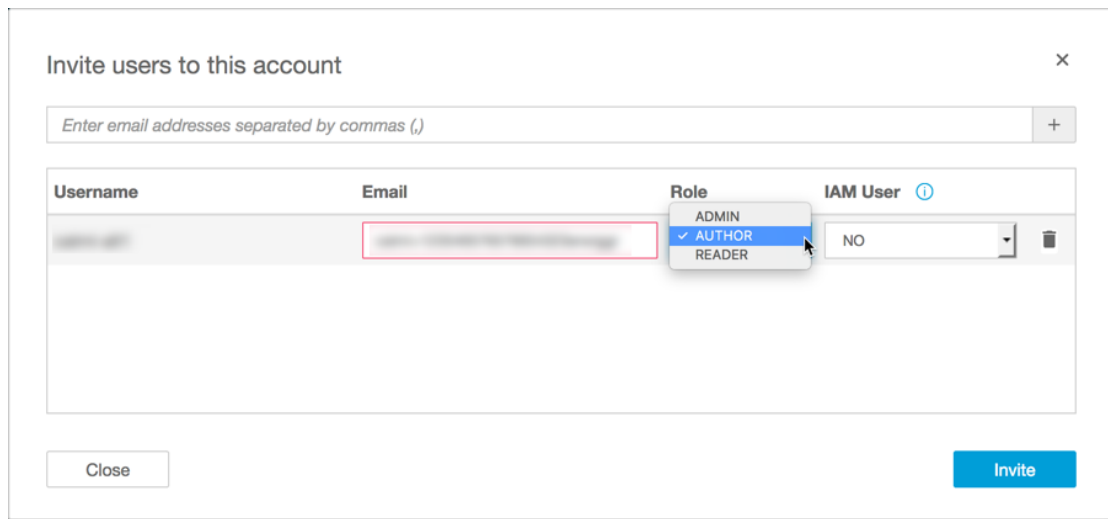 Invite users to this account
×
Enter email addresses separated by commas (,)
+
Username Email Role IAM User
ADMIN
✓ AUTHOR
READER
NO
Close Invite